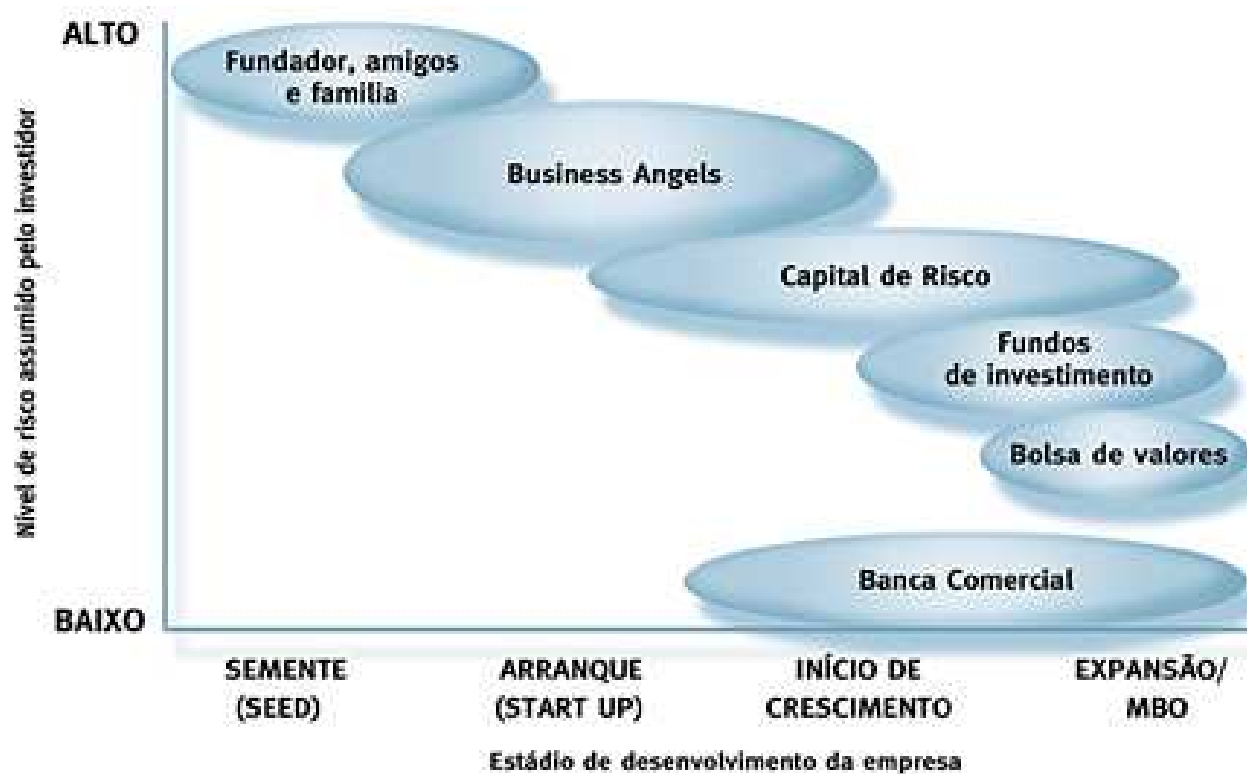 ALTO
Fundador, amigos
e familia
Business Angels
Capital de Risco
Fundos
de investimento
Bolsa de valores
Banca Comercial
BAIXO
Nível de risco assumido pelo investidor
SEMENTE
(SEED)
ARRANQUE
(START UP)
INÍCIO DE
CRESCIMENTO
EXPANSÃO/
MBO
Estádio de desenvolvimento da empresa